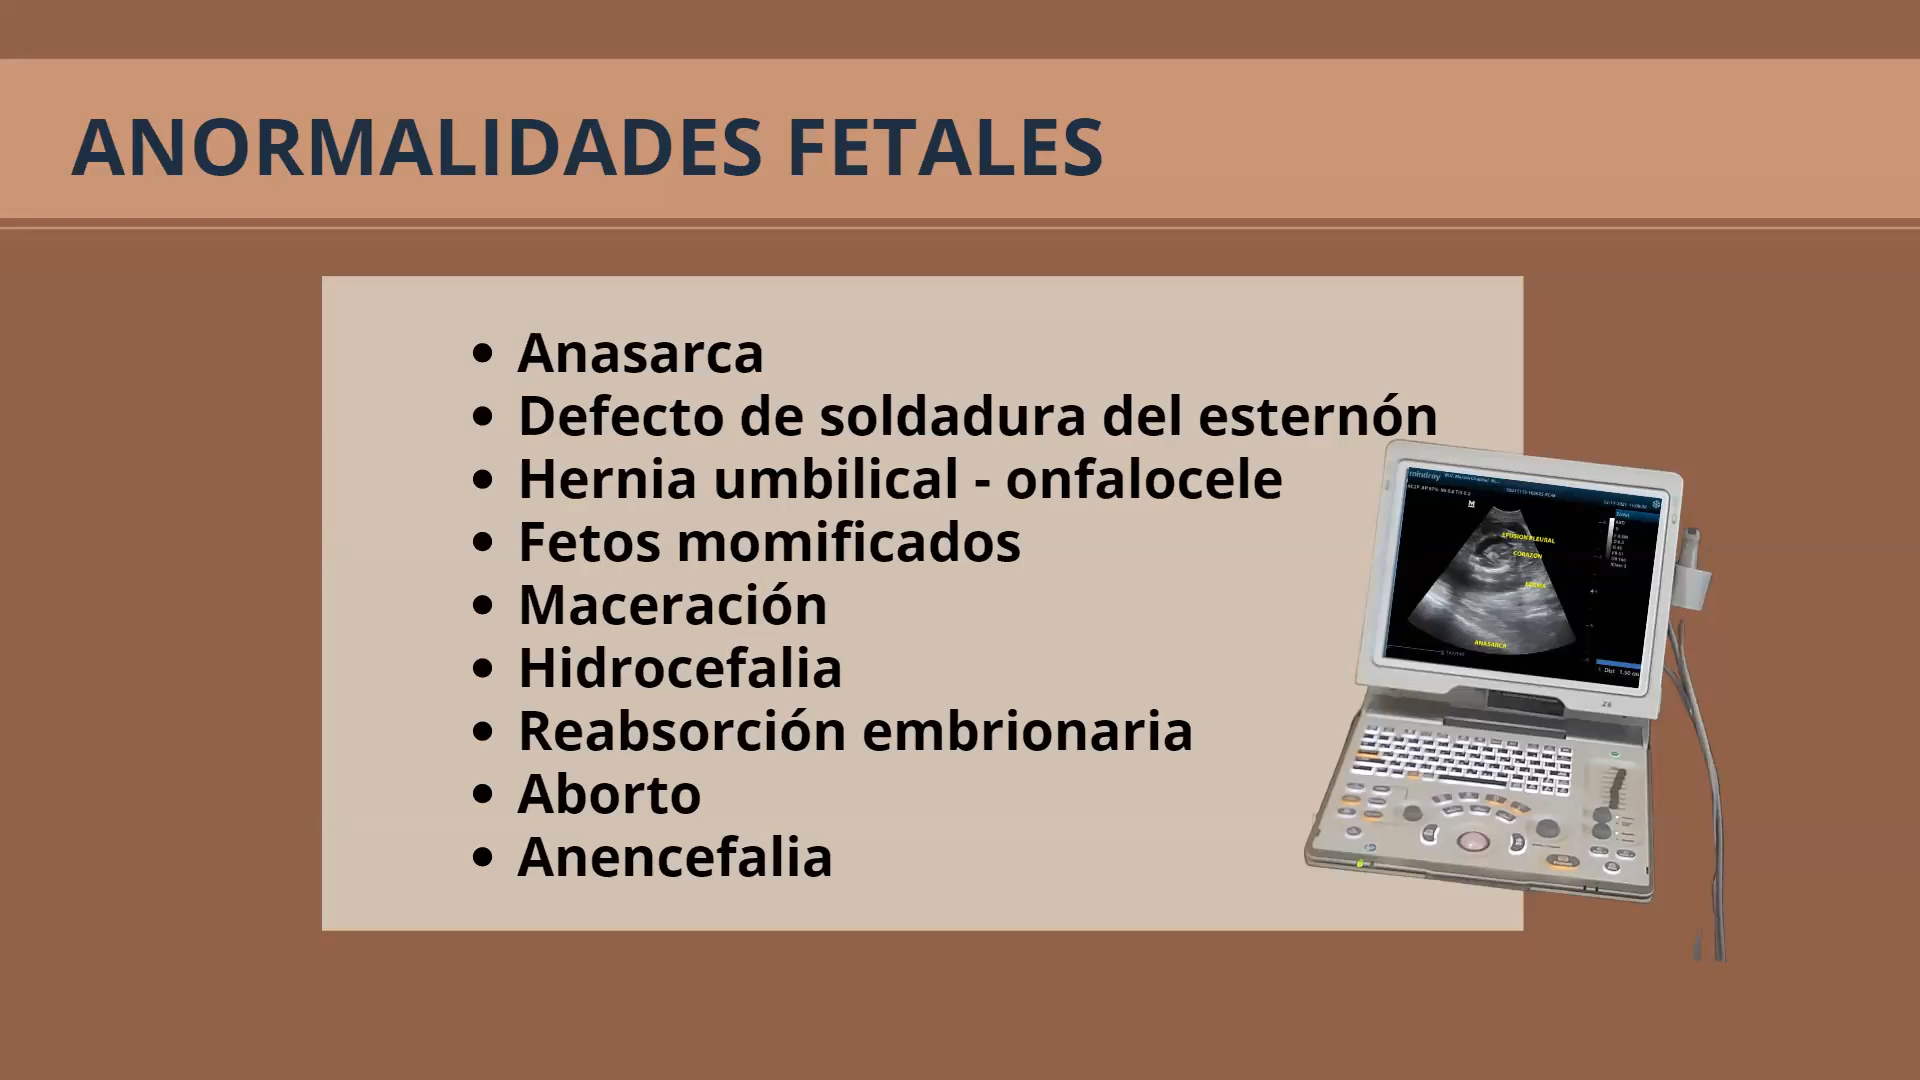 ANORMALIDADES FETALES
• Anasarca
• Defecto de soldadura del esternón
• Hernia umbilical - onfalocele
• Fetos momificados
• Maceración
• Hidrocefalia
• Reabsorción embrionaria
• Aborto
• Anencefalia
mindray
M
EFUSION PLEURAL
CORAZON
ANASARCA
Z6